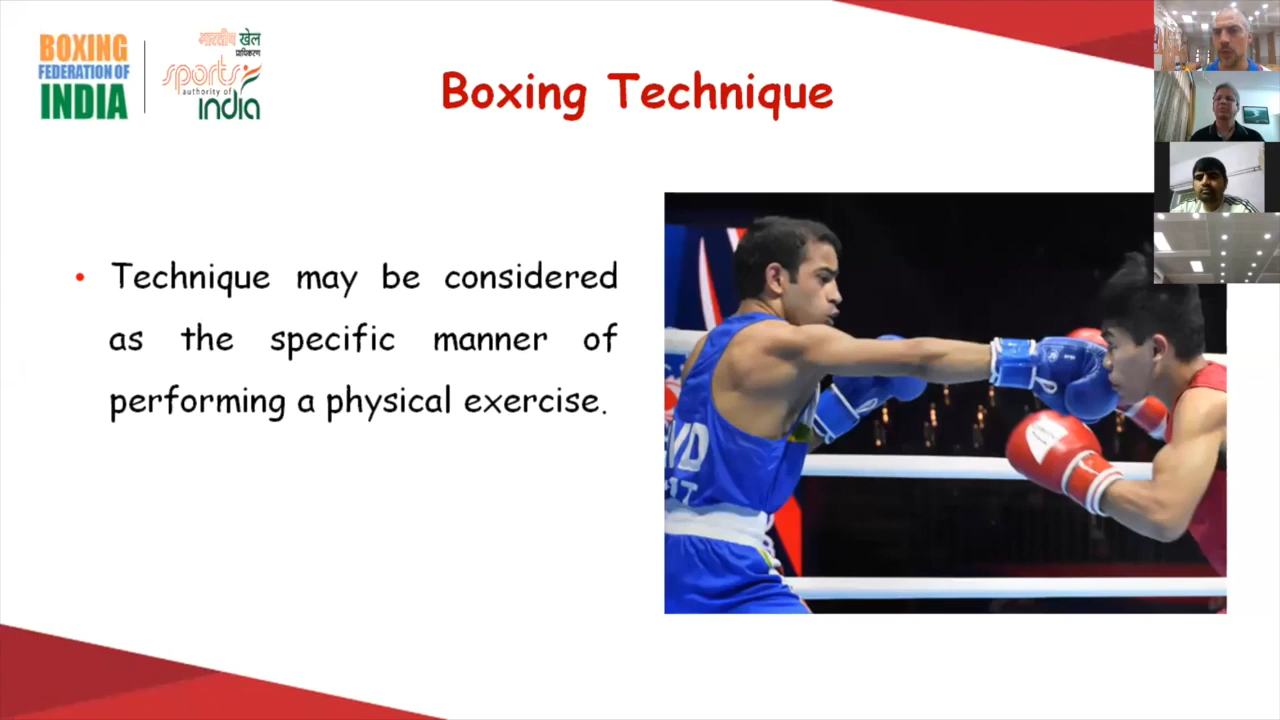 BOXING
FEDERATION OF
INDIA
भारतीय खेल
प्राधिकरण
sports
authority of
india
Boxing Technique
• Technique may be considered
as the specific manner of
performing a physical exercise.